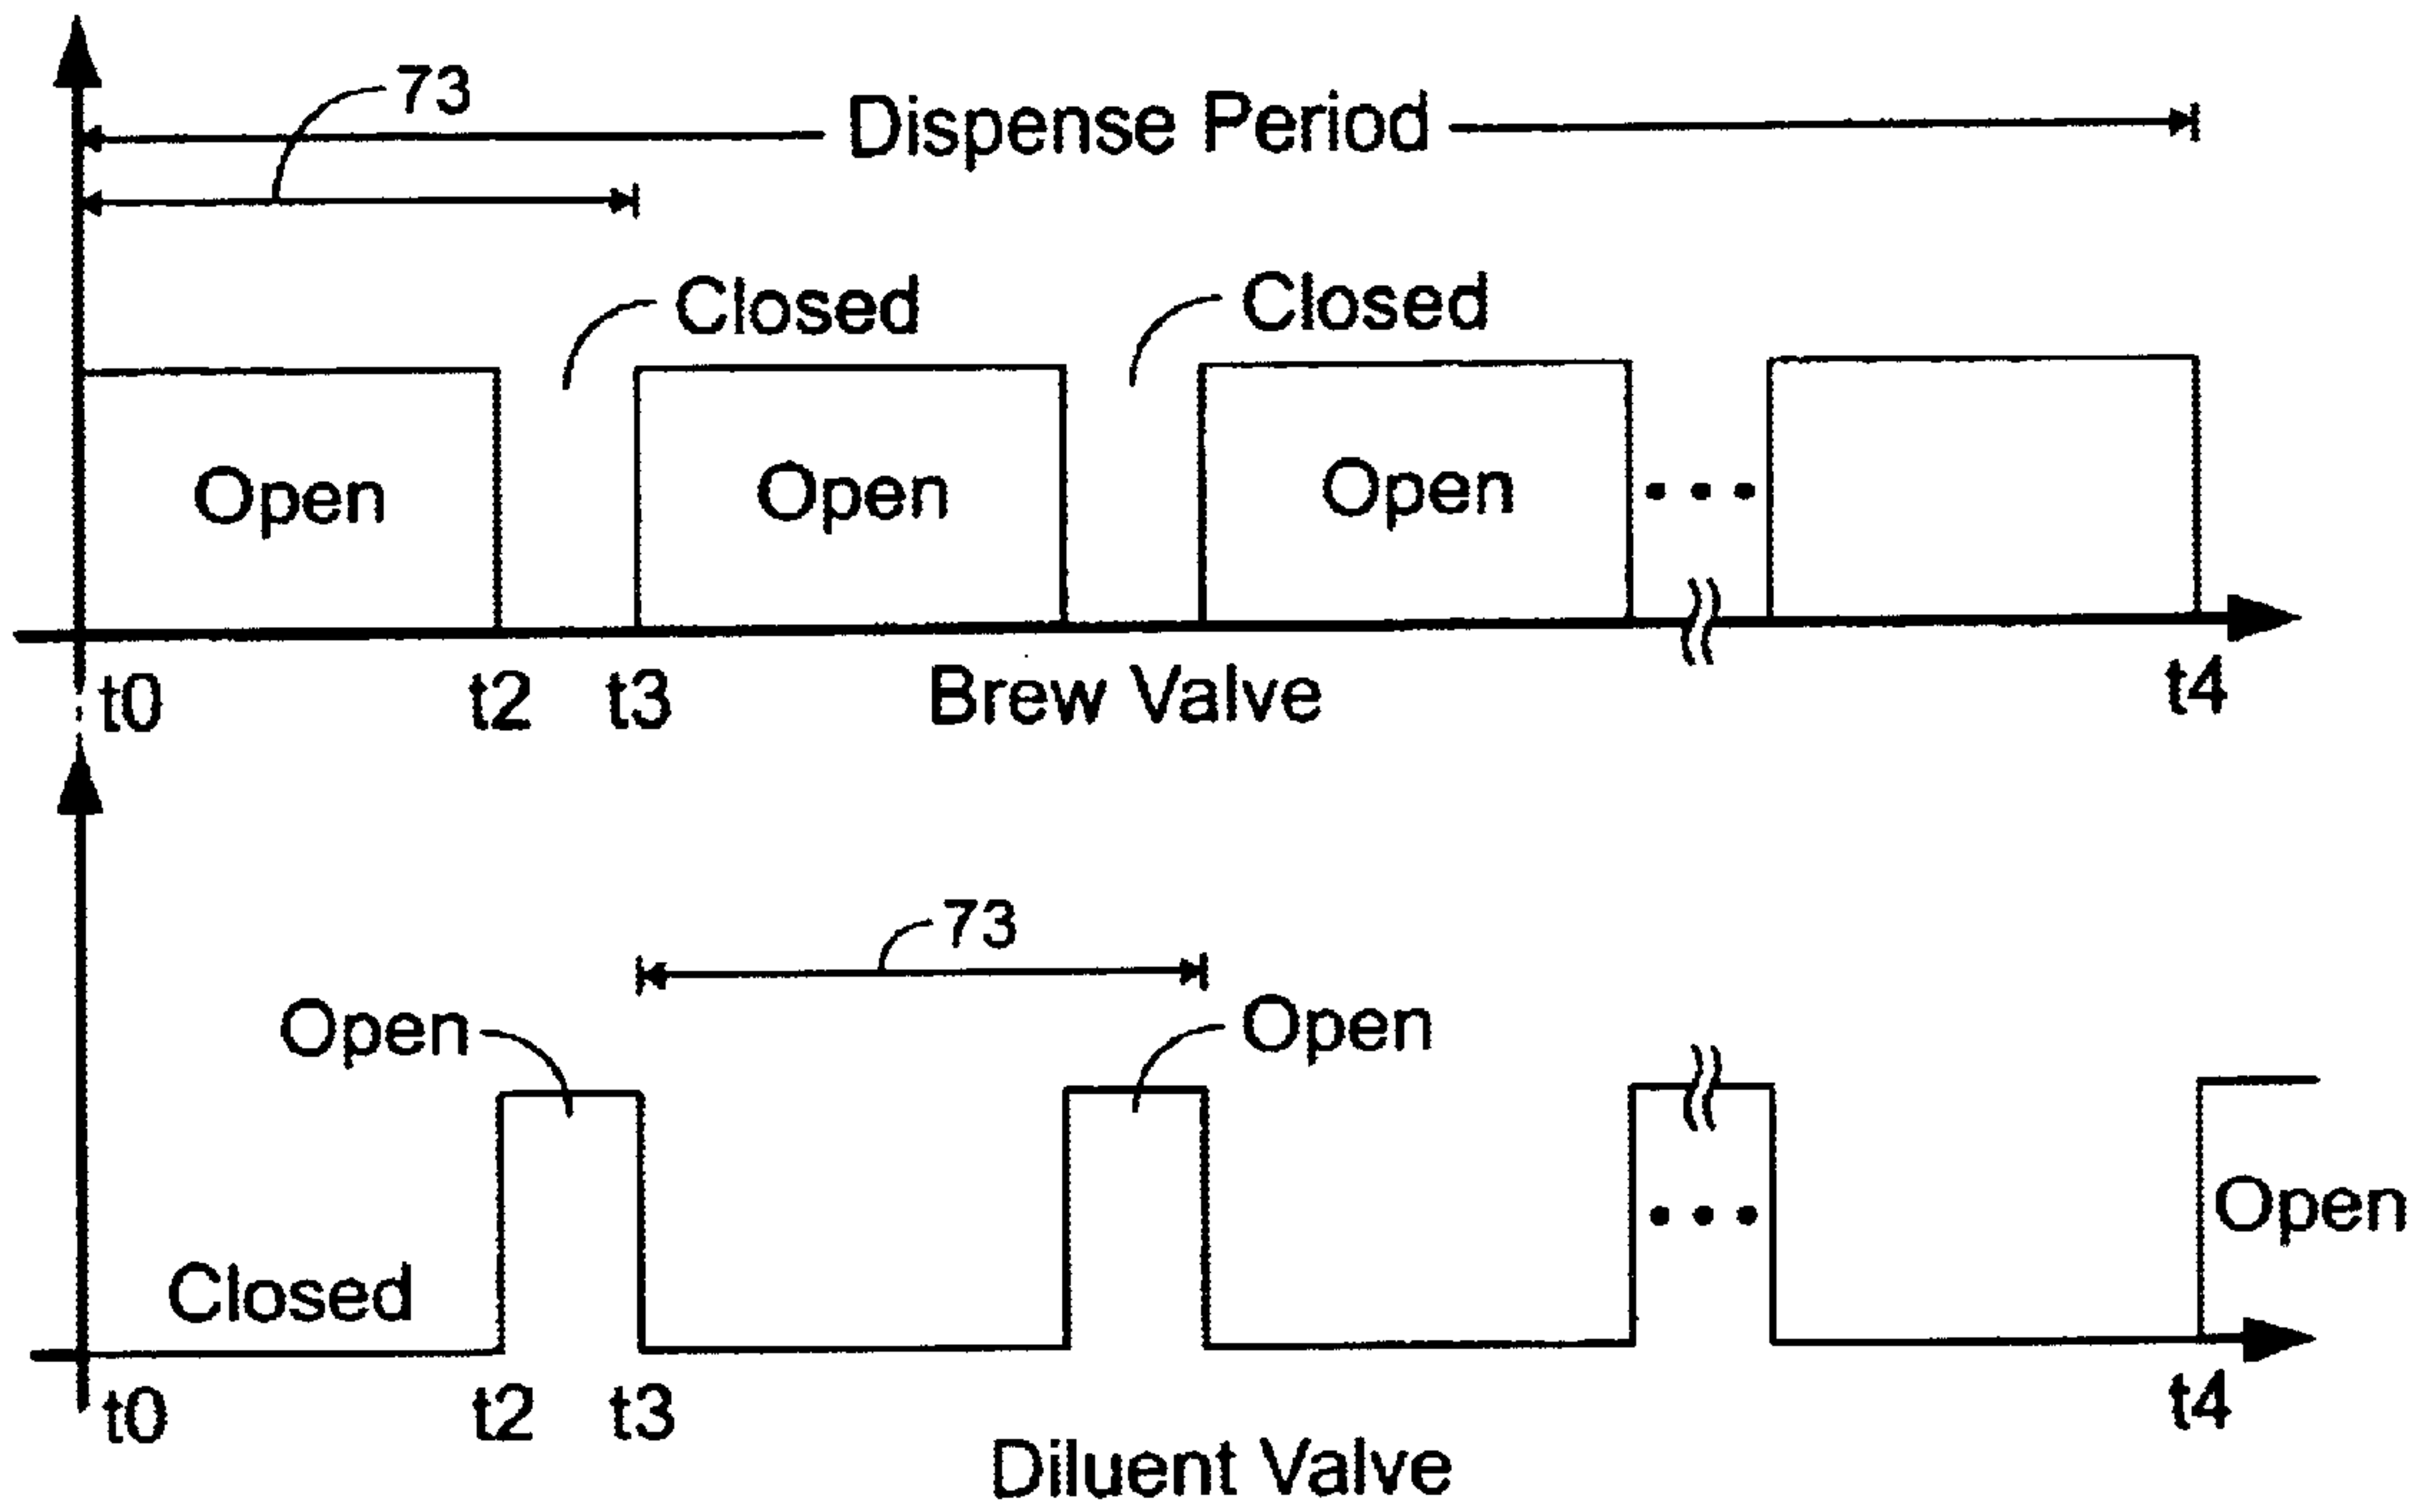 73
Dispense Period
Closed Closed
Open Open Open •••
t0 t2 t3 Brew Valve t4
73
Open Open
••• Open
Closed
t0 t2 t3 t4
Diluent Valve